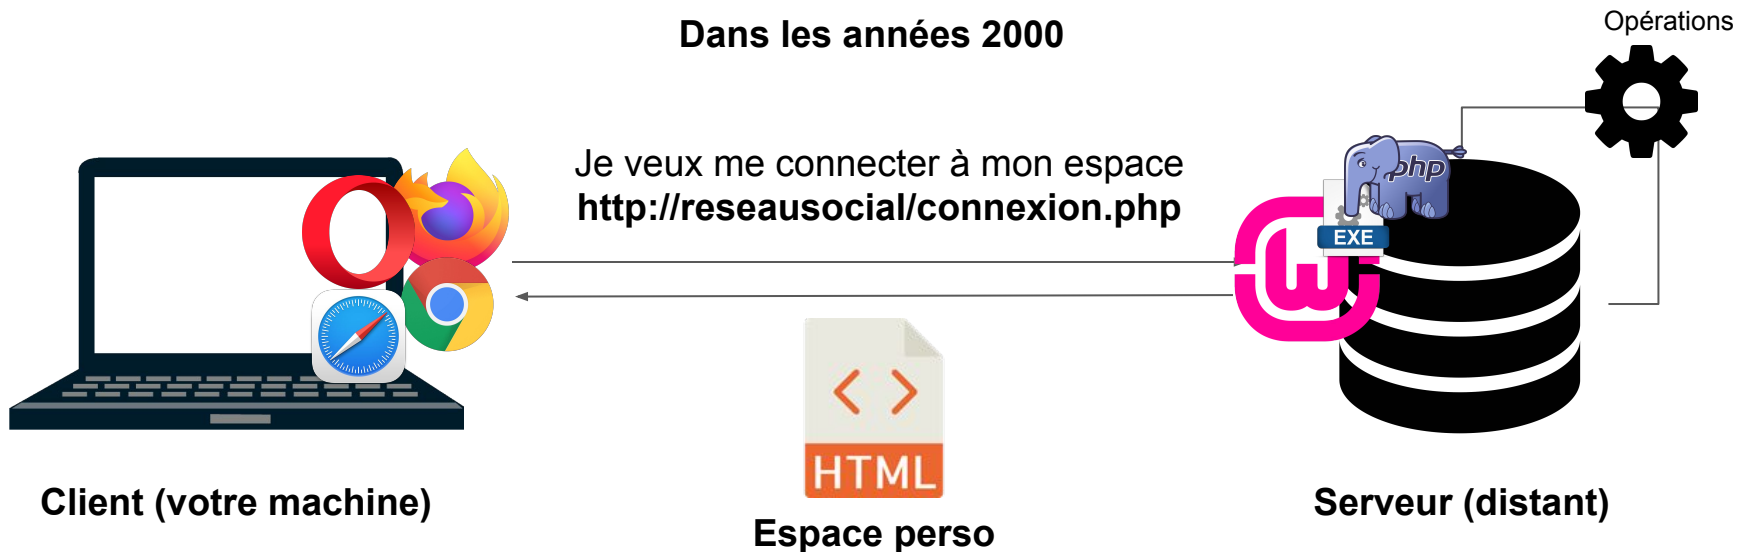 Dans les années 2000
Opérations
Je veux me connecter à mon espace
http://reseausocial/connexion.php
php
EXE
W
HTML
Client (votre machine)
Serveur (distant)
Espace perso